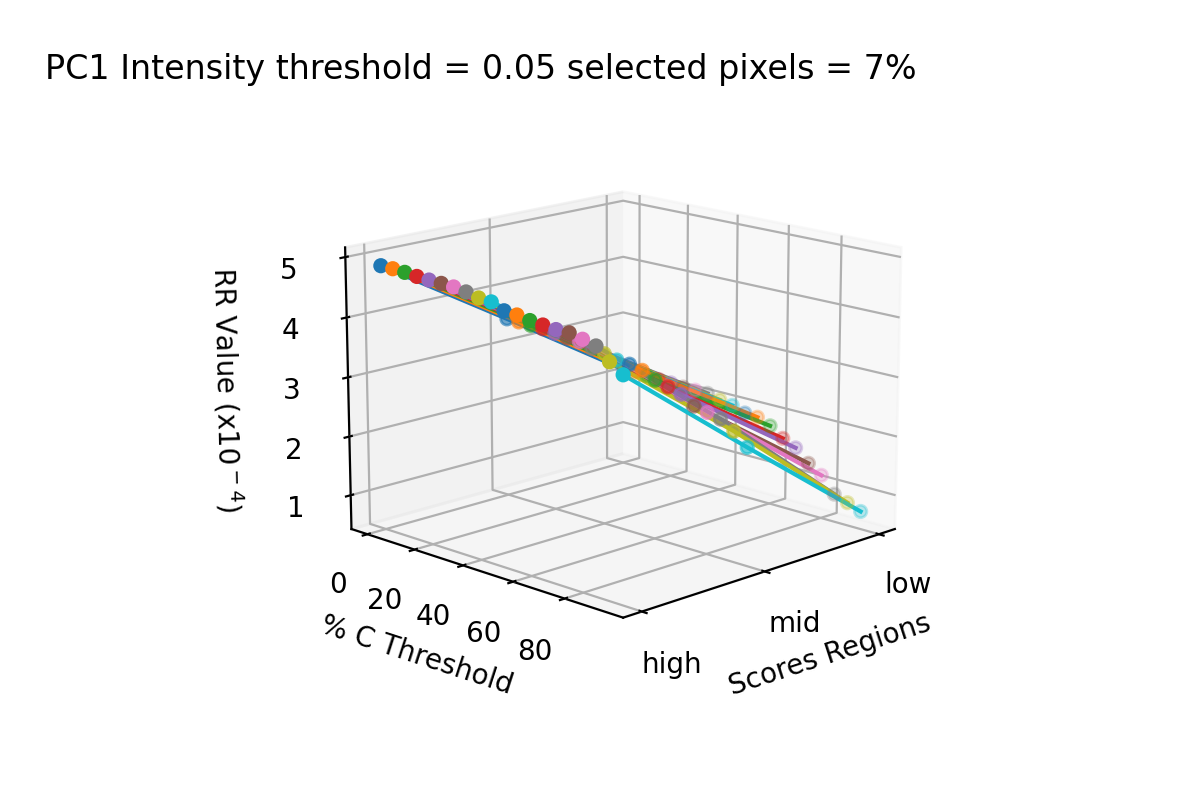 PC1 Intensity threshold = 0.05 selected pixels = 7%
RR Value (x10⁻⁴)
5
4
3
2
1
0
20
40
60
80
% C Threshold
high
mid
low
Scores Regions